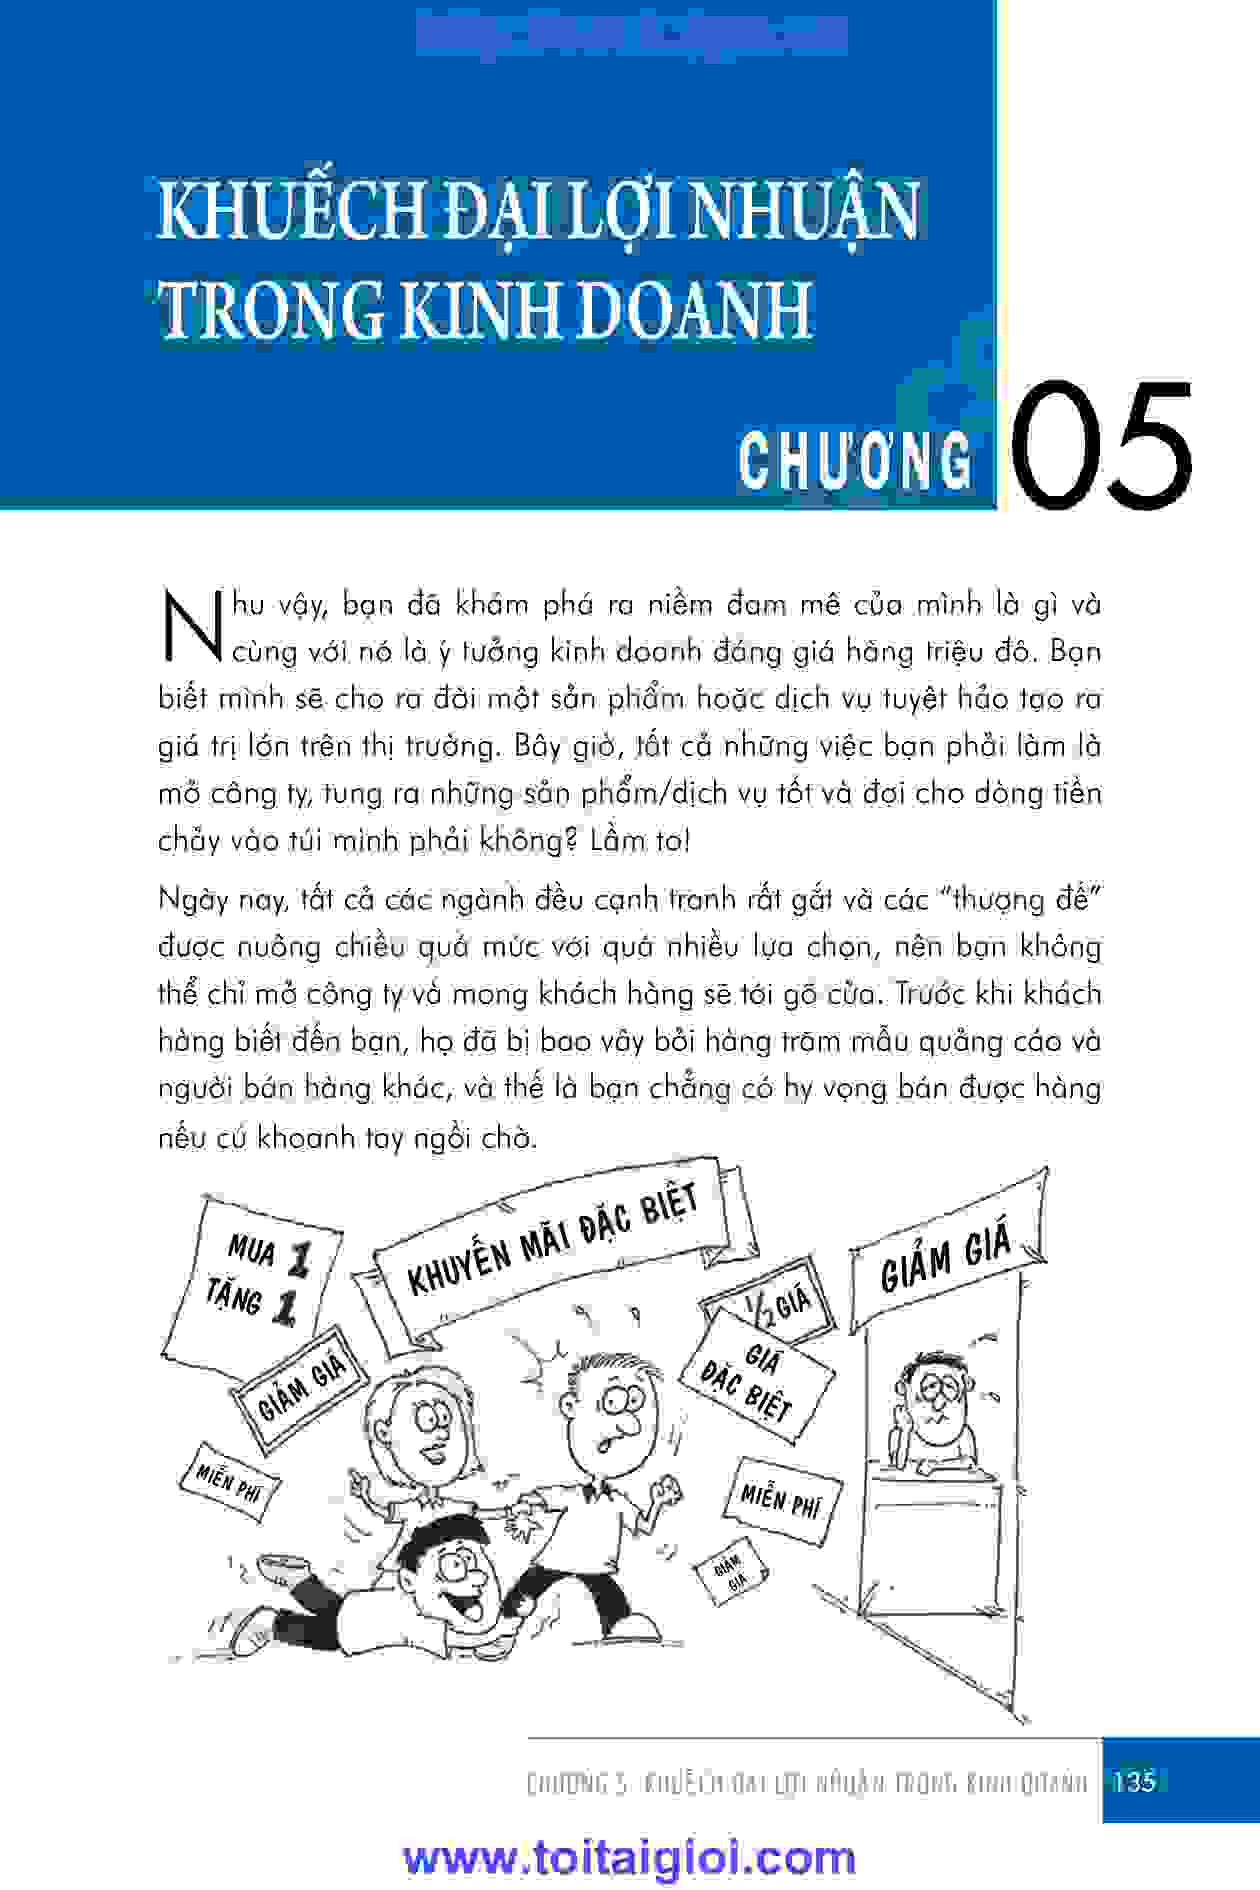 KHUẾCH ĐẠI LỢI NHUẬN
TRONG KINH DOANH
CHƯƠNG 05
Như vậy, bạn đã khám phá ra niềm đam mê của mình là gì và
cùng với nó là ý tưởng kinh doanh đáng giá hàng triệu đô. Bạn
biết mình sẽ cho ra đời một sản phẩm hoặc dịch vụ tuyệt hảo tạo ra
giá trị lớn trên thị trường. Bây giờ, tất cả những việc bạn phải làm là
mở công ty, tung ra những sản phẩm/dịch vụ tốt và đợi cho dòng tiền
chảy vào túi mình phải không? Lầm to!
Ngày nay, tất cả các ngành đều cạnh tranh rất gắt và các “thượng đế”
được nuông chiều quá mức với quá nhiều lựa chọn, nên bạn không
thể chỉ mở công ty và mong khách hàng sẽ tới gõ cửa. Trước khi khách
hàng biết đến bạn, họ đã bị bao vây bởi hàng trăm mẫu quảng cáo và
người bán hàng khác, và thế là bạn chẳng có hy vọng bán được hàng
nếu cứ khoanh tay ngồi chờ.
MUA 1
TẶNG 1
KHUYẾN MÃI ĐẶC BIỆT
GIẢM GIÁ
1/2 GIÁ
GIẢM GIÁ
GIÁ
ĐẶC BIỆT
MIỄN PHÍ
MIỄN PHÍ
GIẢM
GIÁ
CHƯƠNG 5: KHUẾCH ĐẠI LỢI NHUẬN TRONG KINH DOANH 135
www.toitaigioi.com